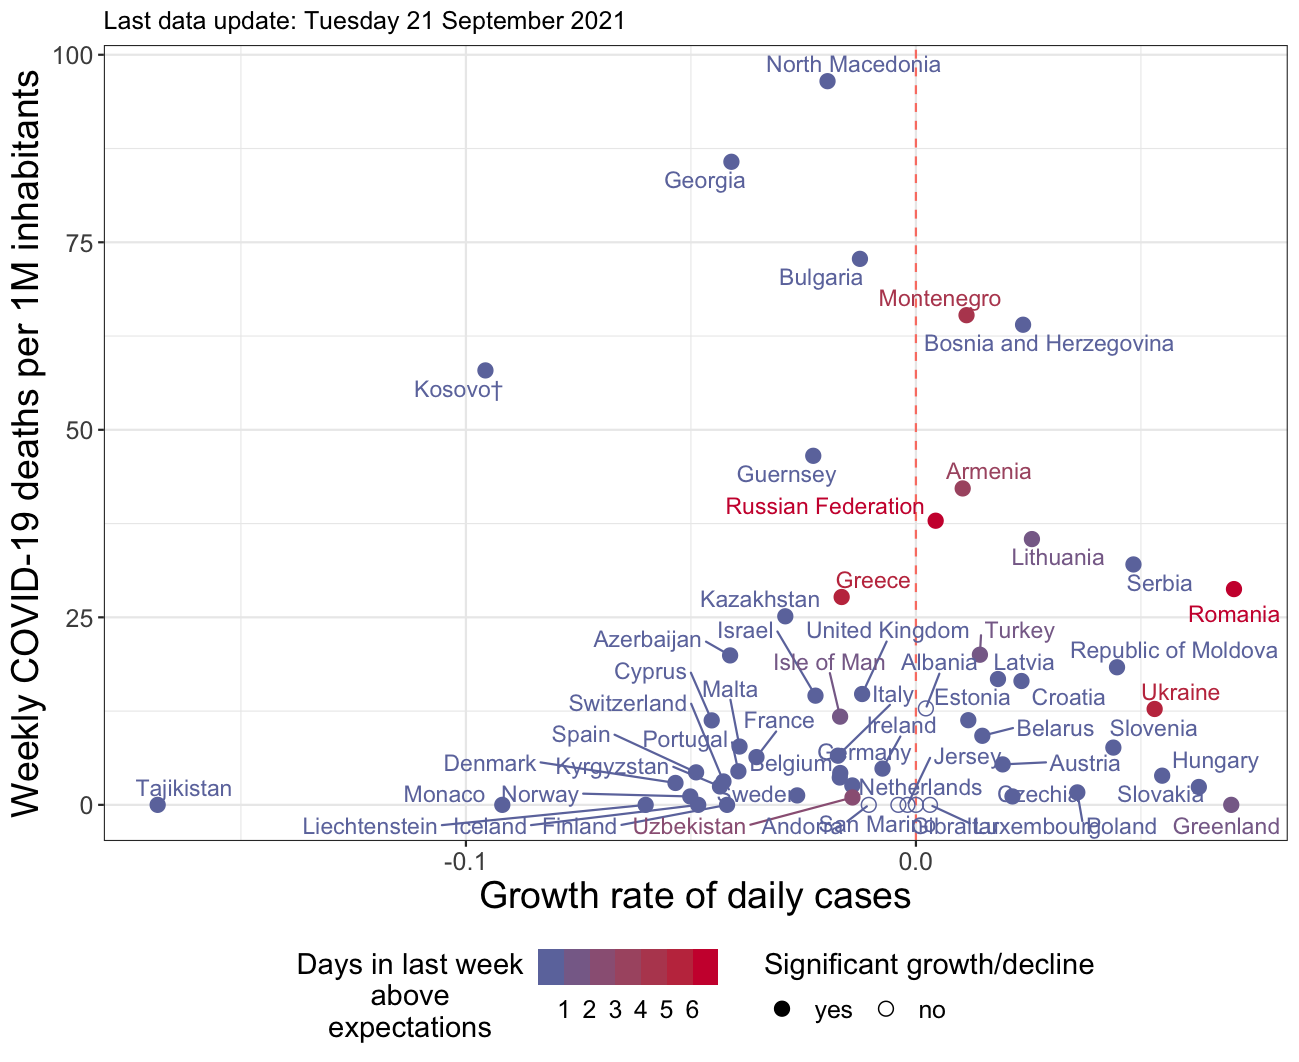 Last data update: Tuesday 21 September 2021
Weekly COVID-19 deaths per 1M inhabitants
100
75
50
25
0
North Macedonia
Georgia
Bulgaria
Montenegro
Bosnia and Herzegovina
Kosovo†
Guernsey
Armenia
Russian Federation
Lithuania
Greece
Serbia
Kazakhstan
Romania
Azerbaijan
Israel
United Kingdom
Turkey
Cyprus
Isle of Man
Albania
Latvia
Republic of Moldova
Switzerland
Malta
Italy
Estonia
Croatia
Ukraine
Spain
Portugal
France
Ireland
Belarus
Slovenia
Denmark
Kyrgyzstan
Belgium
Germany
Jersey
Austria
Hungary
Tajikistan
Monaco
Norway
Sweden
Netherlands
Czechia
Slovakia
Liechtenstein
Iceland
Finland
Uzbekistan
Andorra
San Marino
Gibraltar
Luxembourg
Poland
Greenland
-0.1
0.0
Growth rate of daily cases
Days in last week
above
expectations
1 2 3 4 5 6
Significant growth/decline
yes
no